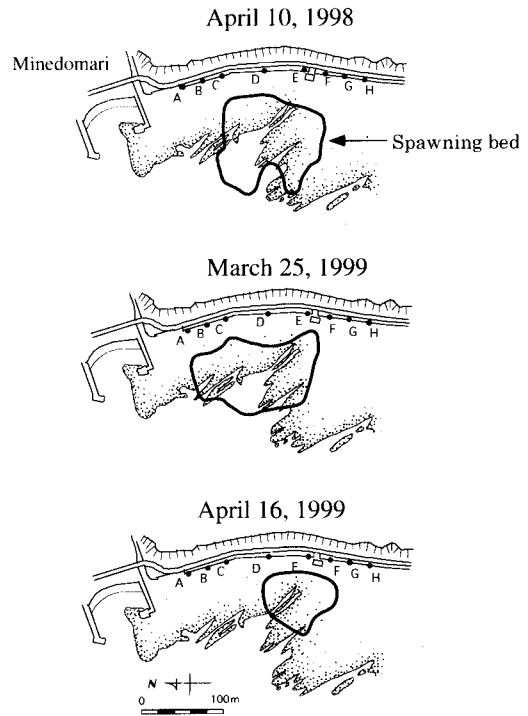 April 10, 1998
Minedomari
A B C D E F G H
Spawning bed
March 25, 1999
A B C D E F G H
April 16, 1999
A B C D E F G H
N
0 100m